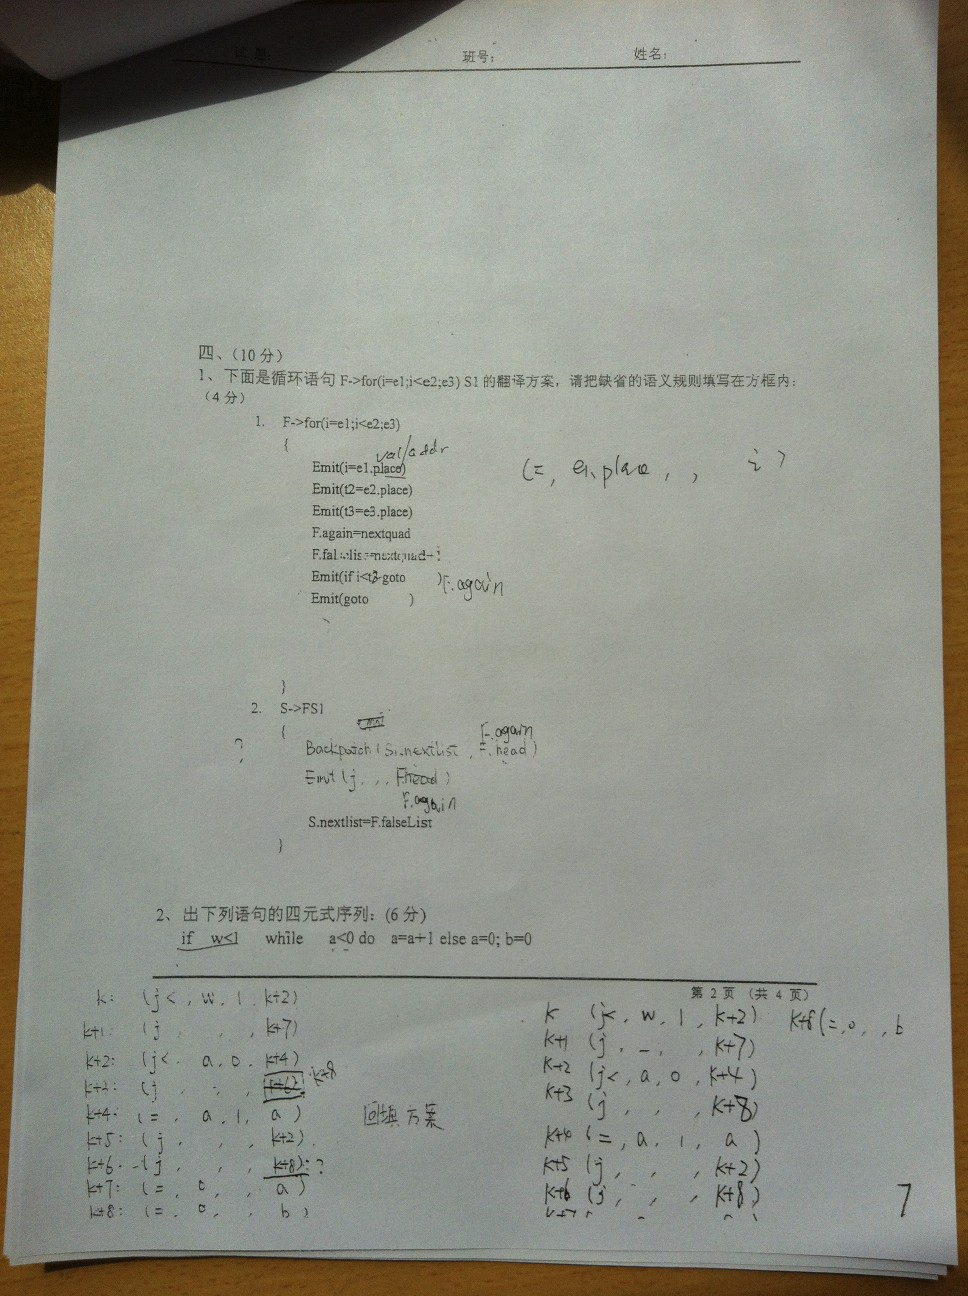 试 题: 班号: 姓名:
四、(10 分)
1、下面是循环语句 F->for(i=e1;i<e2;e3) S1 的翻译方案，请把缺省的语义规则填写在方框内:
(4 分)
1. F->for(i=e1;i<e2;e3)
{
val/addr
Emit(i=e1.place)
(=, e1.place , , i )
Emit(t2=e2.place)
Emit(t3=e3.place)
F.again=nextquad
F.falselist=nextquad+1
Emit(if i<t2 goto ) F.again
Emit(goto )
}
2. S->FS1
{
F.again
? Backpatch(S1.nextlist , F.head)
Emit(j , , , F.head)
F.again
S.nextlist=F.falseList
}
2、出下列语句的四元式序列: (6 分)
if w<1 while a<0 do a=a+1 else a=0; b=0
第 2 页 (共 4 页)
k: (j< , w , 1 , k+2)
k+1: (j , , , k+7)
k+2: (j< , a , 0 , k+4)
k+3: (j , , , k+8
k+4: (= , a , 1 , a )
k+5: (j , , , k+2)
k+6: (j , , , k+8) ?
k+7: (= , 0 , , a )
k+8: (= , 0 , , b )
回填方案
k (j< , w , 1 , k+2)
k+1 (j , _ , , k+7)
k+2 (j< , a , 0 , k+4)
k+3 (j , , , k+8)
k+4 (= , a , 1 , a )
k+5 (j , , , k+2)
k+6 (j , , , k+8)
k+8 (= , 0 , , b
7